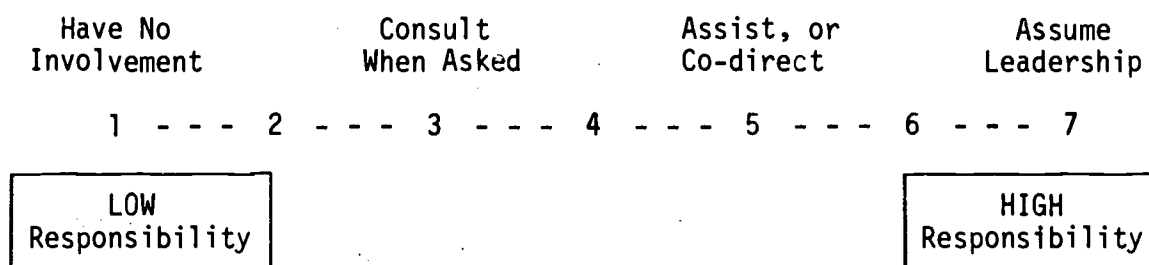 Have No Consult Assist, or Assume
Involvement When Asked Co-direct Leadership
1 - - - 2 - - - 3 - - - 4 - - - 5 - - - 6 - - - 7
LOW HIGH
Responsibility Responsibility